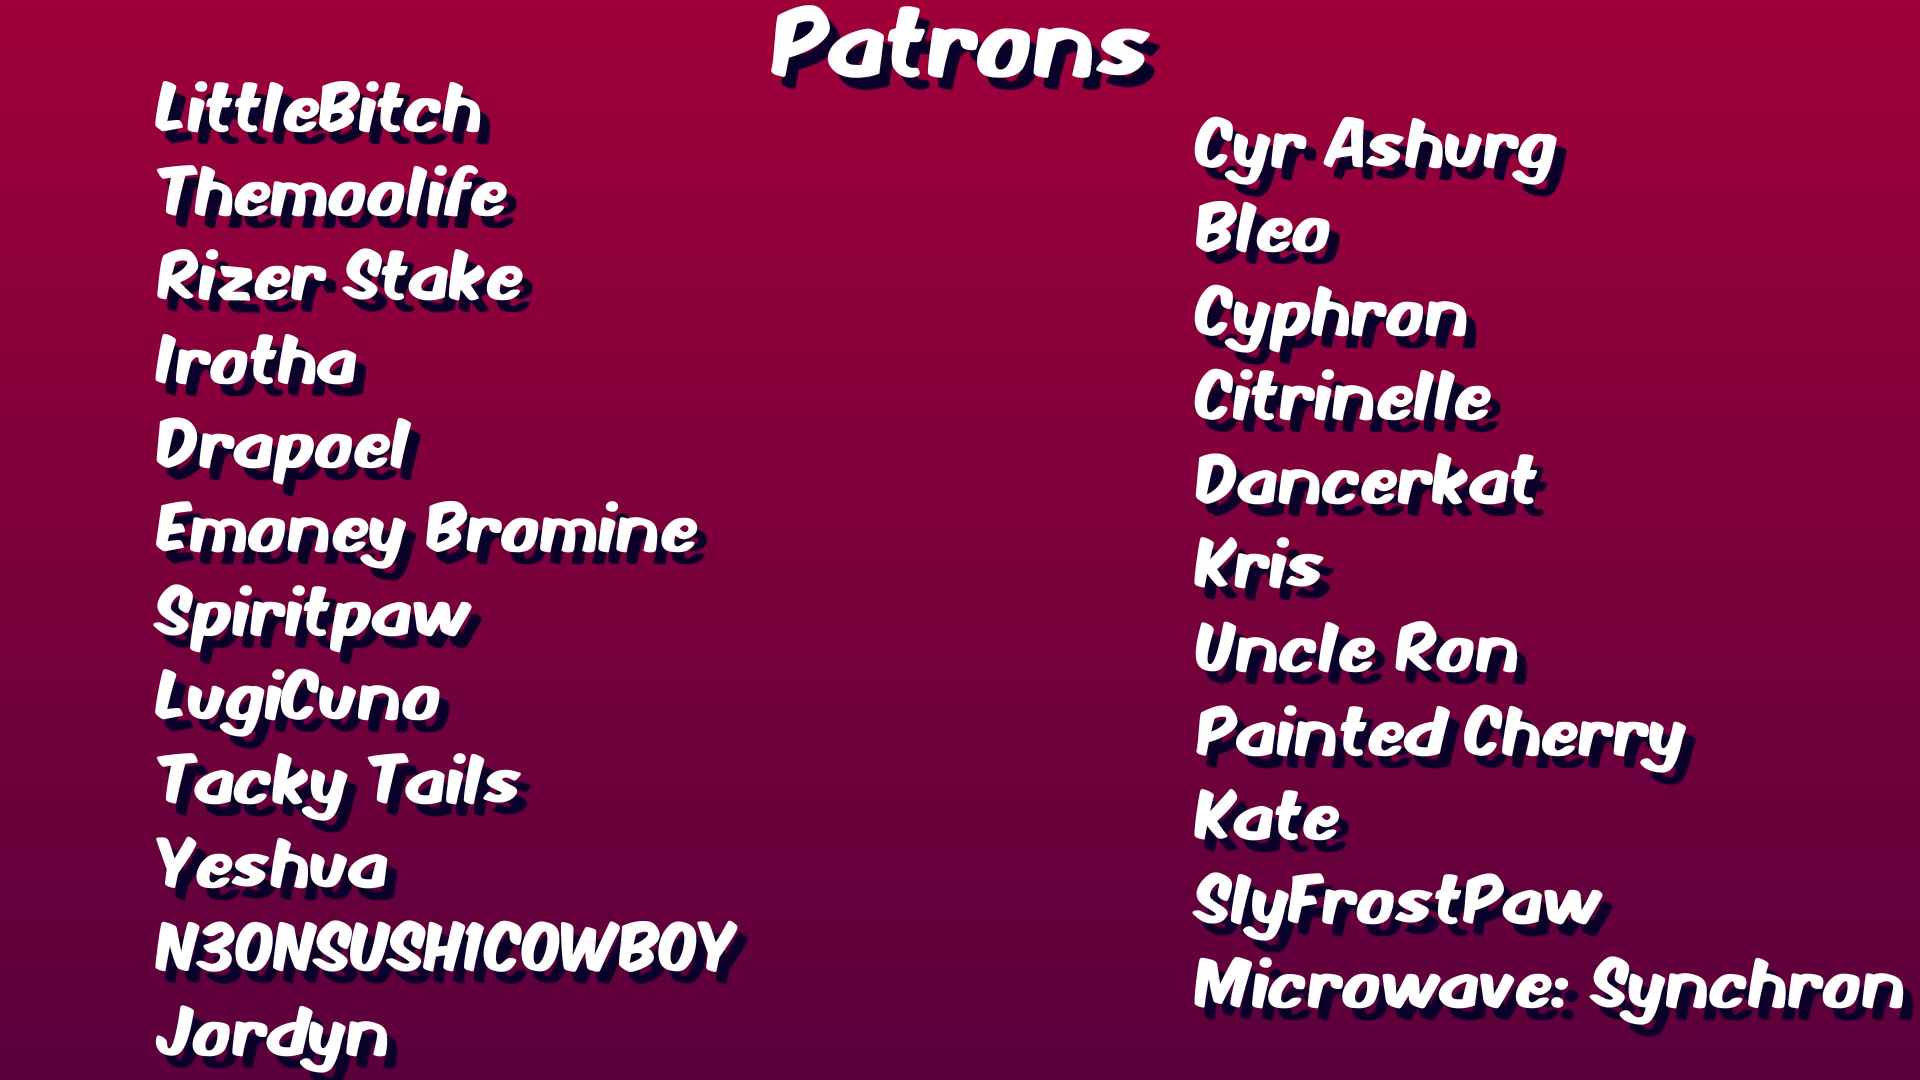 Patrons
LittleBitch
Themoolife
Rizer Stake
Irotha
Drapoel
Emoney Bromine
Spiritpaw
LugiCuno
Tacky Tails
Yeshua
N3ONSUSH1COWBOY
Jordyn
Cyr Ashurg
Bleo
Cyphron
Citrinelle
Dancerkat
Kris
Uncle Ron
Painted Cherry
Kate
SlyFrostPaw
Microwave: Synchron